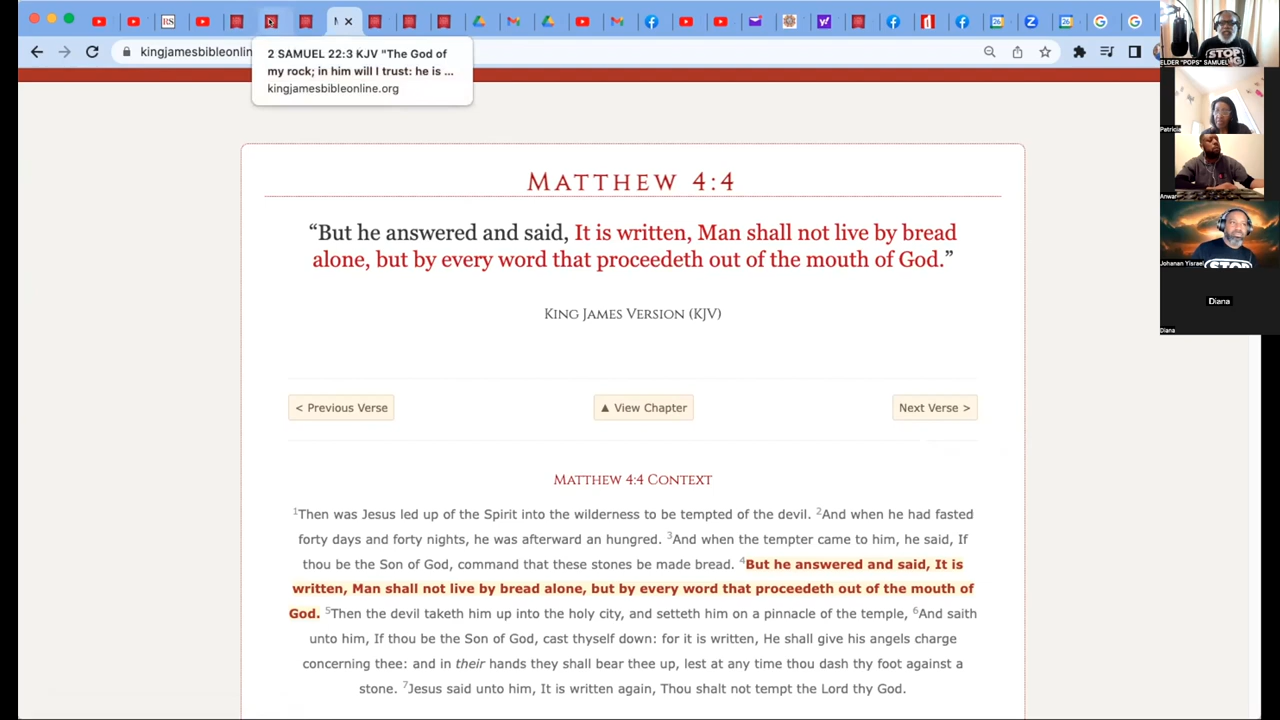 kingjamesbibleonlin
2 SAMUEL 22:3 KJV "The God of
my rock; in him will I trust: he is ...
kingjamesbibleonline.org
MATTHEW 4:4
“But he answered and said, It is written, Man shall not live by bread
alone, but by every word that proceedeth out of the mouth of God.”
KING JAMES VERSION (KJV)
< Previous Verse
▲ View Chapter
Next Verse >
MATTHEW 4:4 CONTEXT
1Then was Jesus led up of the Spirit into the wilderness to be tempted of the devil. 2And when he had fasted
forty days and forty nights, he was afterward an hungred. 3And when the tempter came to him, he said, If
thou be the Son of God, command that these stones be made bread. 4But he answered and said, It is
written, Man shall not live by bread alone, but by every word that proceedeth out of the mouth of
God. 5Then the devil taketh him up into the holy city, and setteth him on a pinnacle of the temple, 6And saith
unto him, If thou be the Son of God, cast thyself down: for it is written, He shall give his angels charge
concerning thee: and in their hands they shall bear thee up, lest at any time thou dash thy foot against a
stone. 7Jesus said unto him, It is written again, Thou shalt not tempt the Lord thy God.
STOP
ELDER "POPS" SAMUEL
Patricia
Anwar
Johanan Yisrael
STOP
Diana
Diana